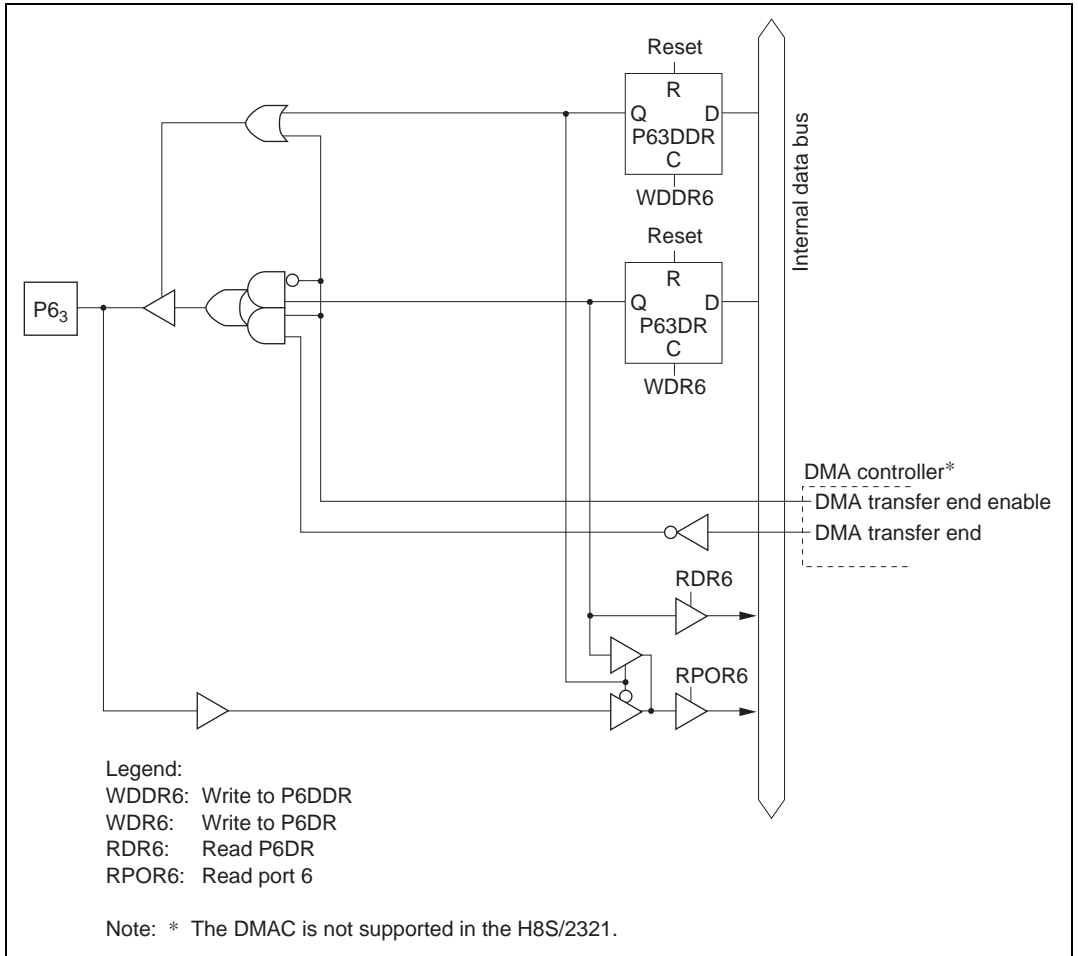 Reset
R
Q D
P63DDR
C
WDDR6
Reset
R
Q D
P63DR
C
WDR6
Internal data bus
P6₃
DMA controller*
DMA transfer end enable
DMA transfer end
RDR6
RPOR6
Legend:
WDDR6: Write to P6DDR
WDR6: Write to P6DR
RDR6: Read P6DR
RPOR6: Read port 6
Note: * The DMAC is not supported in the H8S/2321.